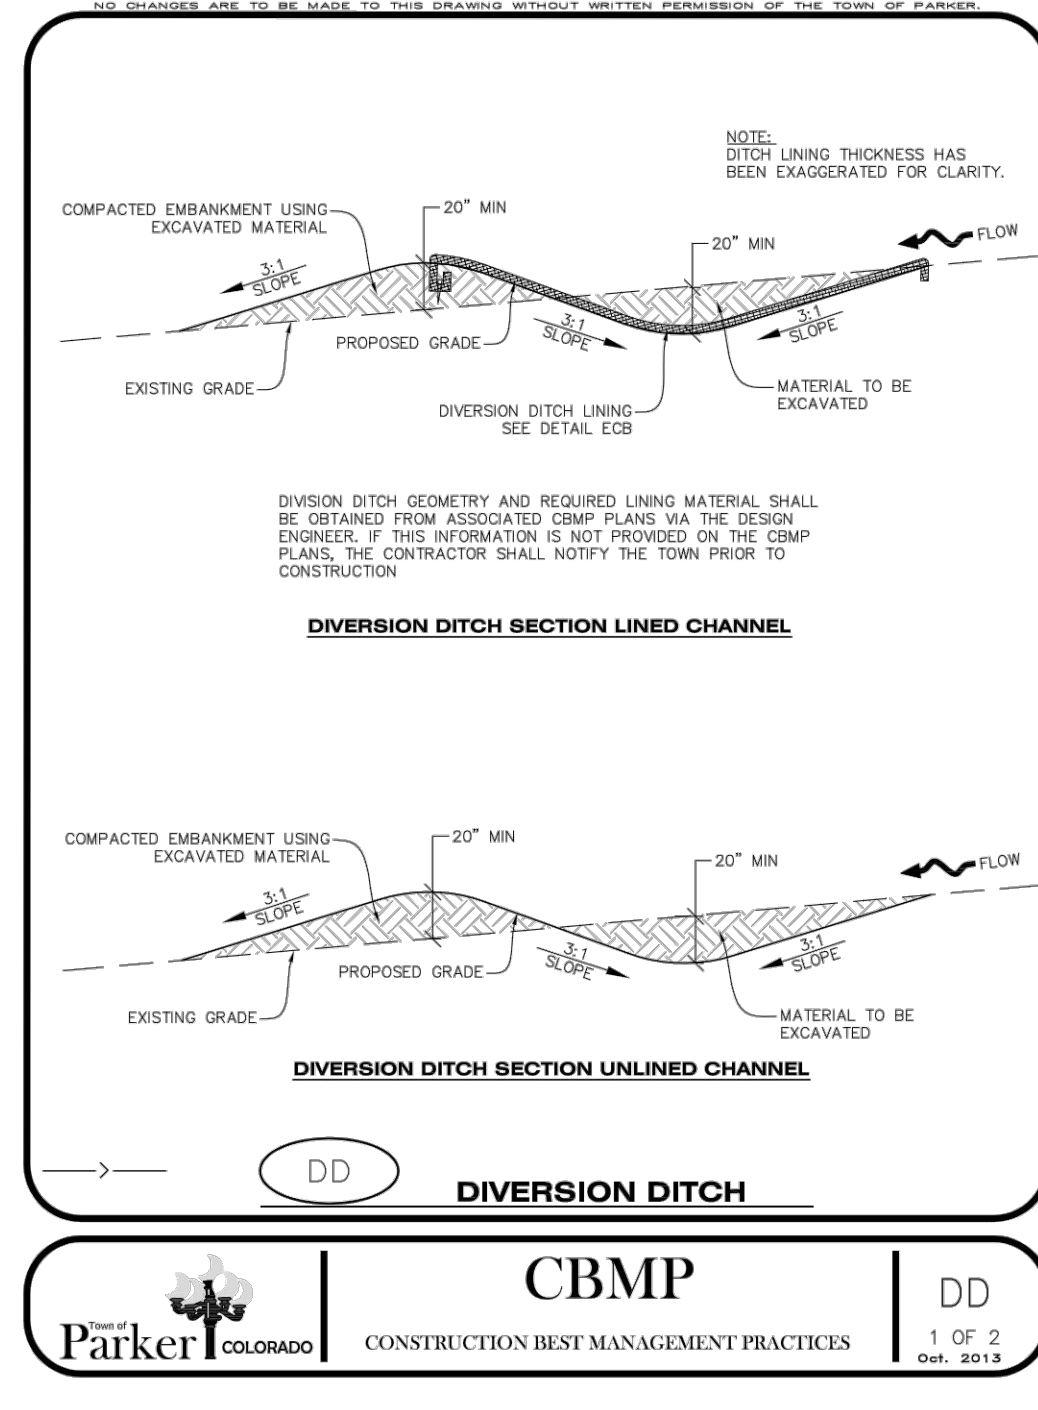 NO CHANGES ARE TO BE MADE TO THIS DRAWING WITHOUT WRITTEN PERMISSION OF THE TOWN OF PARKER.
NOTE:
DITCH LINING THICKNESS HAS
BEEN EXAGGERATED FOR CLARITY.
COMPACTED EMBANKMENT USING
EXCAVATED MATERIAL
20" MIN
20" MIN
FLOW
3:1
SLOPE
PROPOSED GRADE
3:1
SLOPE
3:1
SLOPE
EXISTING GRADE
MATERIAL TO BE
EXCAVATED
DIVERSION DITCH LINING
SEE DETAIL ECB
DIVISION DITCH GEOMETRY AND REQUIRED LINING MATERIAL SHALL
BE OBTAINED FROM ASSOCIATED CBMP PLANS VIA THE DESIGN
ENGINEER. IF THIS INFORMATION IS NOT PROVIDED ON THE CBMP
PLANS, THE CONTRACTOR SHALL NOTIFY THE TOWN PRIOR TO
CONSTRUCTION
DIVERSION DITCH SECTION LINED CHANNEL
COMPACTED EMBANKMENT USING
EXCAVATED MATERIAL
20" MIN
20" MIN
FLOW
3:1
SLOPE
PROPOSED GRADE
3:1
SLOPE
3:1
SLOPE
EXISTING GRADE
MATERIAL TO BE
EXCAVATED
DIVERSION DITCH SECTION UNLINED CHANNEL
DD
DIVERSION DITCH
Town of
Parker
COLORADO
CBMP
CONSTRUCTION BEST MANAGEMENT PRACTICES
DD
1 OF 2
Oct. 2013